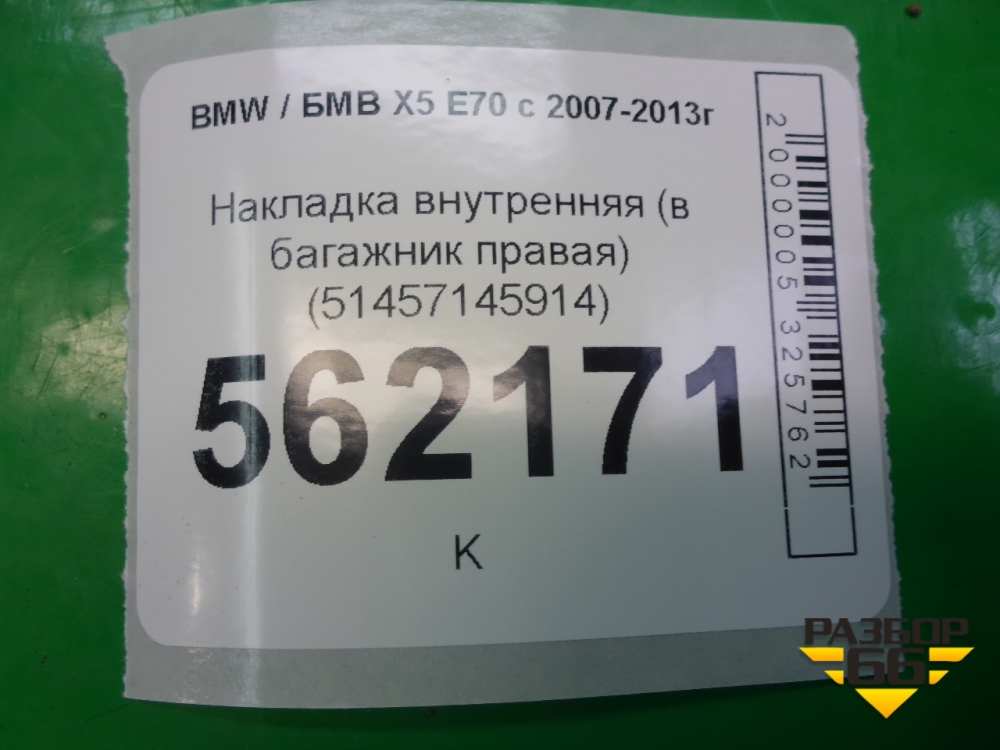 BMW / БМВ X5 E70 с 2007-2013г
Накладка внутренняя (в
багажник правая)
(51457145914)
562171
К
2000005325762
РАЗБОР
66